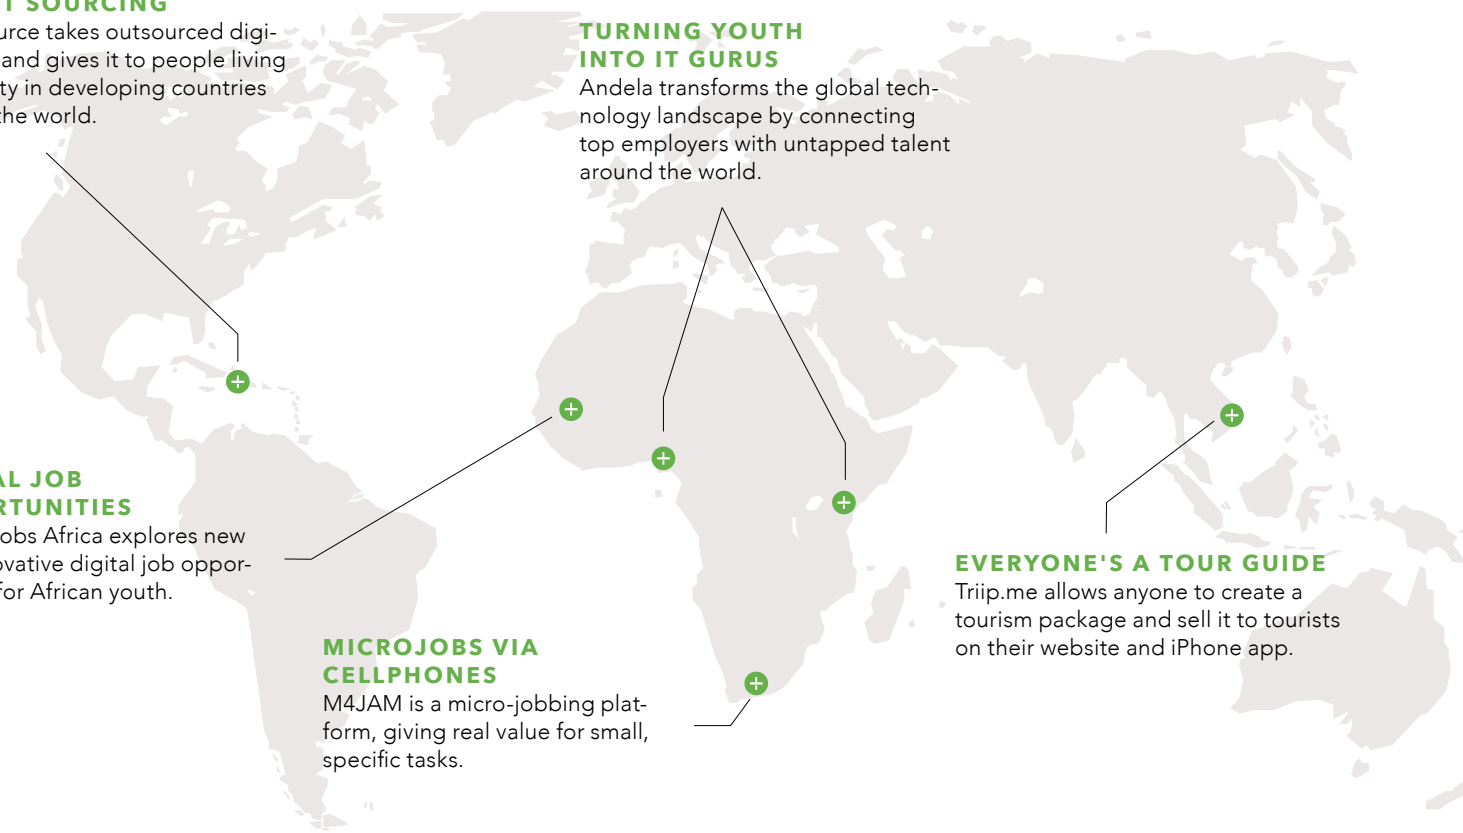 T SOURCING
urce takes outsourced digi-
and gives it to people living
ty in developing countries
the world.
TURNING YOUTH
INTO IT GURUS
Andela transforms the global tech-
nology landscape by connecting
top employers with untapped talent
around the world.
AL JOB
RTUNITIES
obs Africa explores new
ovative digital job oppor-
for African youth.
MICROJOBS VIA
CELLPHONES
M4JAM is a micro-jobbing plat-
form, giving real value for small,
specific tasks.
EVERYONE'S A TOUR GUIDE
Triip.me allows anyone to create a
tourism package and sell it to tourists
on their website and iPhone app.